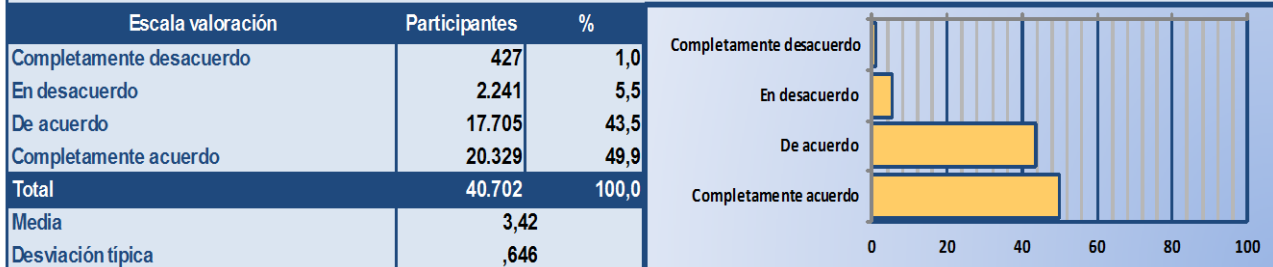 Escala valoración Participantes %
Completamente desacuerdo 427 1,0
En desacuerdo 2.241 5,5
De acuerdo 17.705 43,5
Completamente acuerdo 20.329 49,9
Total 40.702 100,0
Media 3,42
Desviación típica ,646
Completamente desacuerdo
En desacuerdo
De acuerdo
Completamente acuerdo
0 20 40 60 80 100